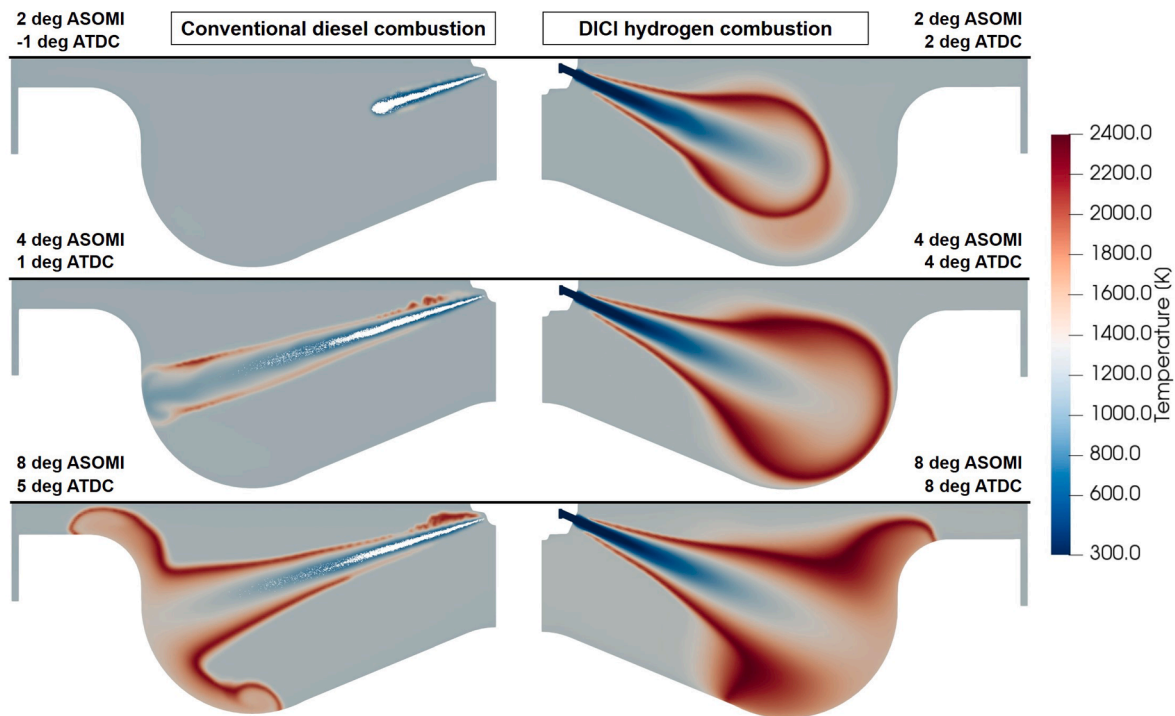 2 deg ASOMI
-1 deg ATDC
Conventional diesel combustion
DICI hydrogen combustion
2 deg ASOMI
2 deg ATDC
4 deg ASOMI
1 deg ATDC
4 deg ASOMI
4 deg ATDC
8 deg ASOMI
5 deg ATDC
8 deg ASOMI
8 deg ATDC
2400.0
2200.0
2000.0
1800.0
1600.0
1400.0
1200.0
1000.0
800.0
600.0
300.0
Temperature (K)